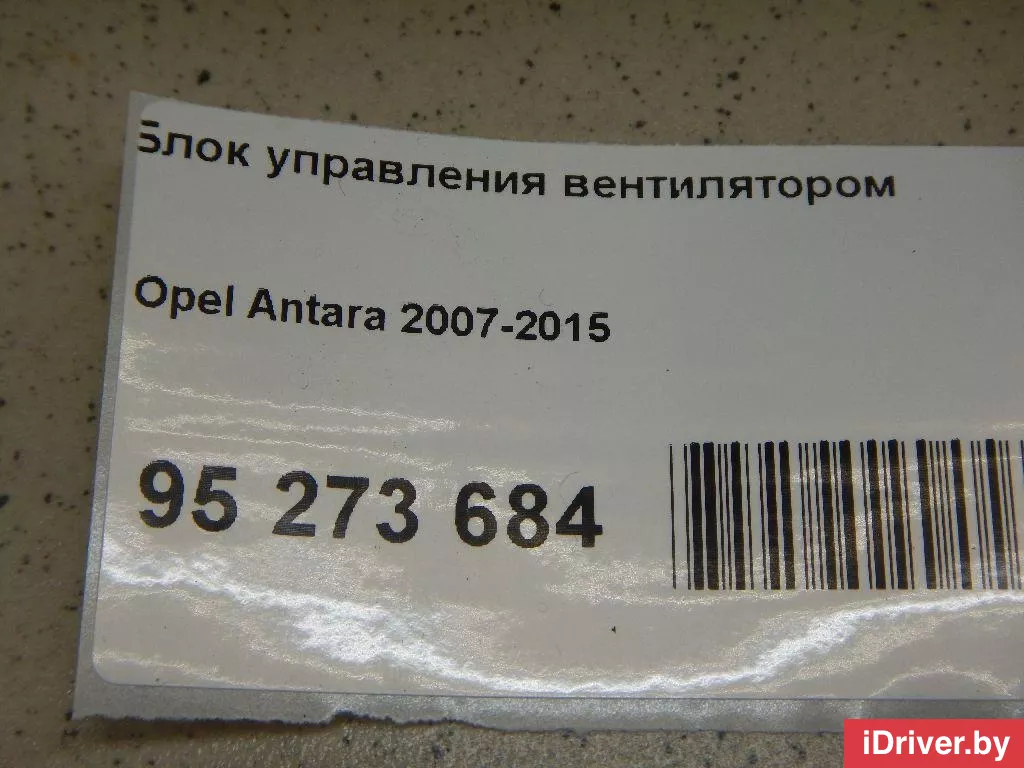 Блок управления вентилятором
Opel Antara 2007-2015
95 273 684
iDriver.by